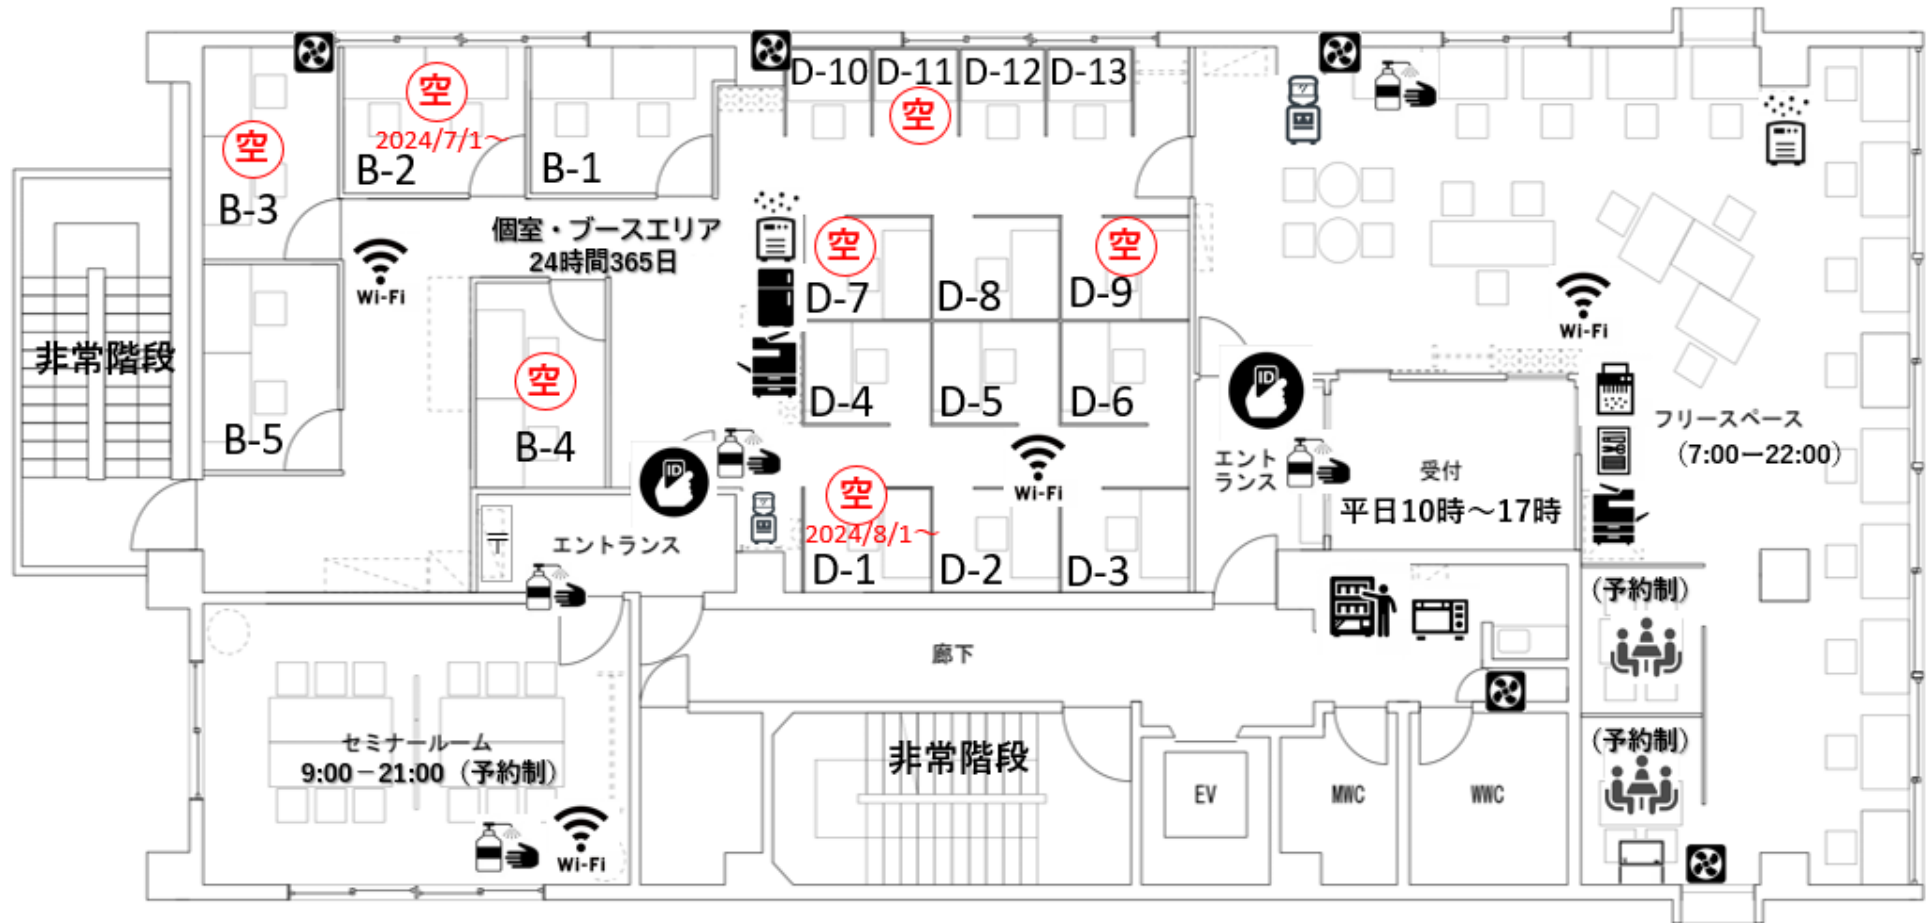 D-10
D-11
D-12
D-13
空
空
2024/7/1～
B-2
B-1
空
B-3
個室・ブースエリア
24時間365日
空
空
D-7
D-8
D-9
Wi-Fi
Wi-Fi
非常階段
空
D-4
D-5
D-6
ID
B-5
B-4
ID
エント
ランス
受付
平日10時～17時
フリースペース
（7:00ー22:00）
Wi-Fi
空
2024/8/1～
〒
エントランス
D-1
D-2
D-3
（予約制）
廊下
セミナールーム
9:00－21:00（予約制）
非常階段
EV
MWC
WWC
（予約制）
Wi-Fi